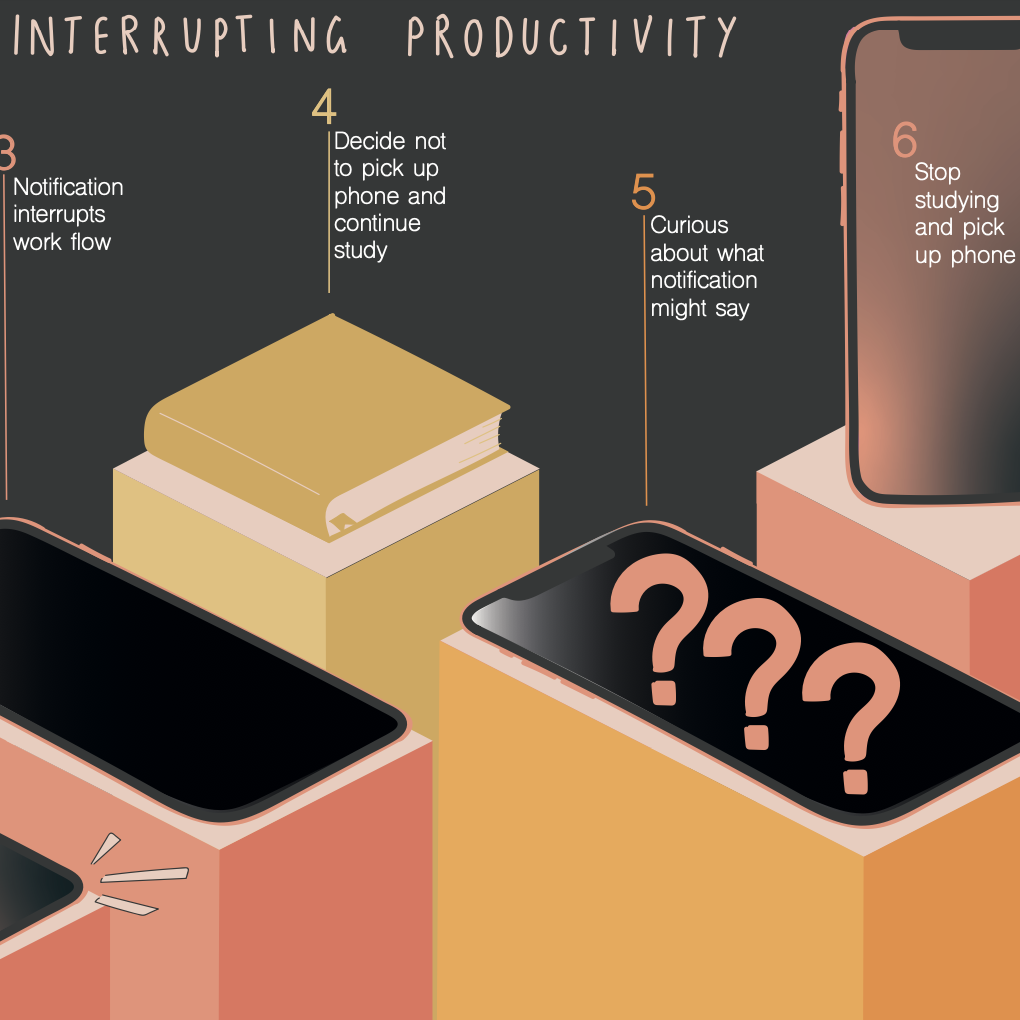 INTERRUPTING PRODUCTIVITY
3
Notification
interrupts
work flow
4
Decide not
to pick up
phone and
continue
study
5
Curious
about what
notification
might say
6
Stop
studying
and pick
up phone
???